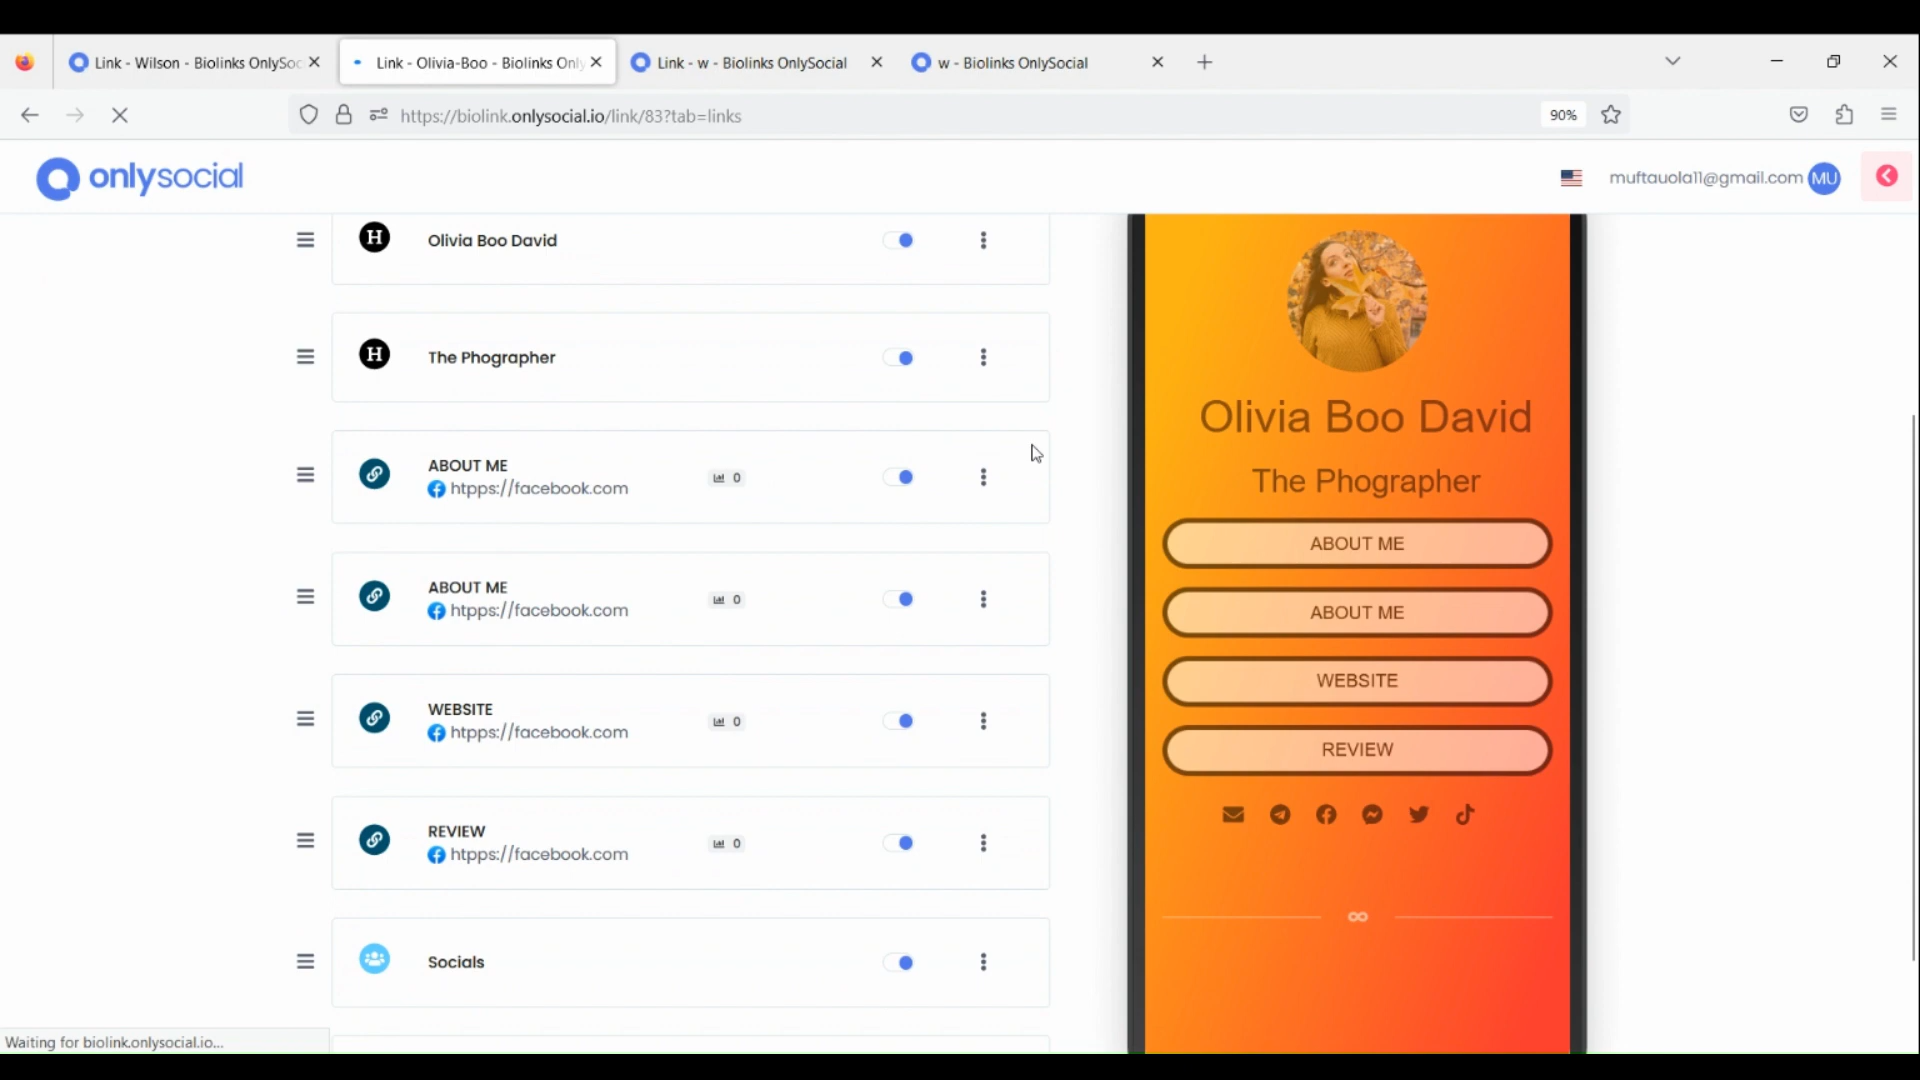 Link - Wilson - Biolinks OnlySoc
Link - Olivia-Boo - Biolinks Only
Link - w - Biolinks OnlySocial
w - Biolinks OnlySocial
https://biolink.onlysocial.io/link/83?tab=links
90%
onlysocial
muftauola11@gmail.com
MU
H
Olivia Boo David
H
The Phographer
ABOUT ME
htpps://facebook.com
0
ABOUT ME
htpps://facebook.com
0
WEBSITE
htpps://facebook.com
0
REVIEW
htpps://facebook.com
0
Socials
Olivia Boo David
The Phographer
ABOUT ME
ABOUT ME
WEBSITE
REVIEW
Waiting for biolink.onlysocial.io...